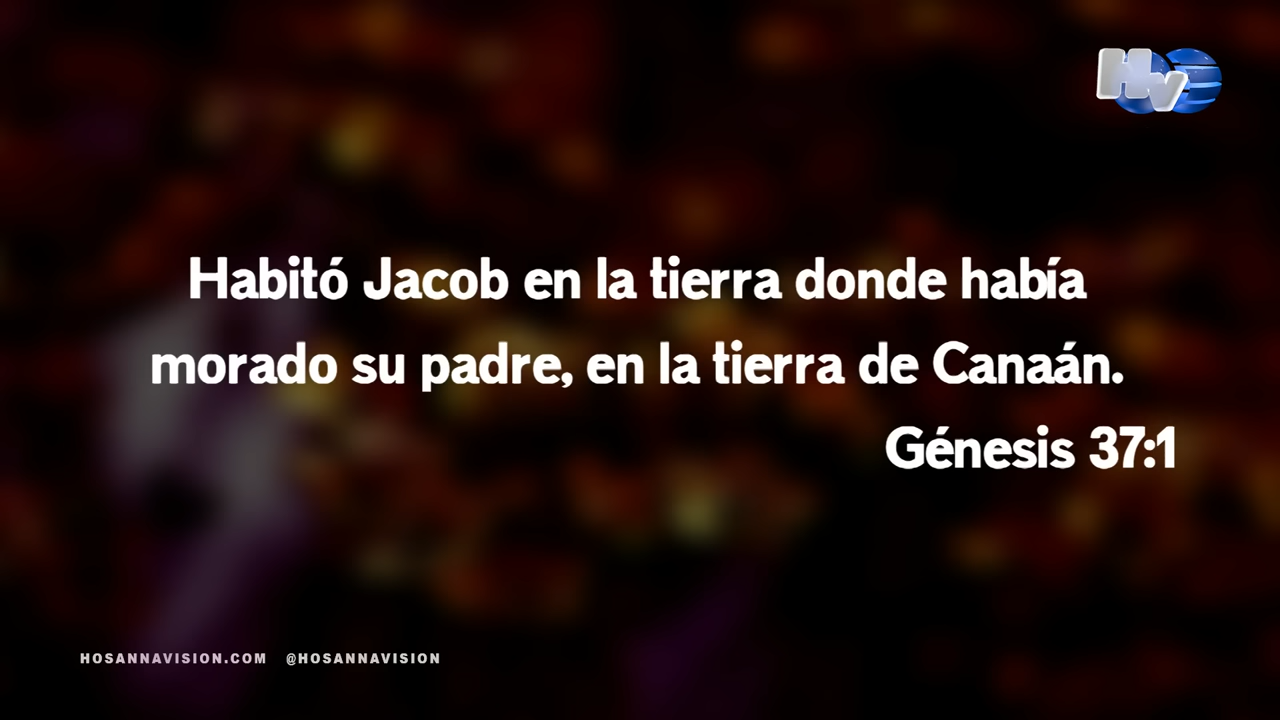 HV
Habitó Jacob en la tierra donde había
morado su padre, en la tierra de Canaán.
Génesis 37:1
HOSANNAVISION.COM @HOSANNAVISION